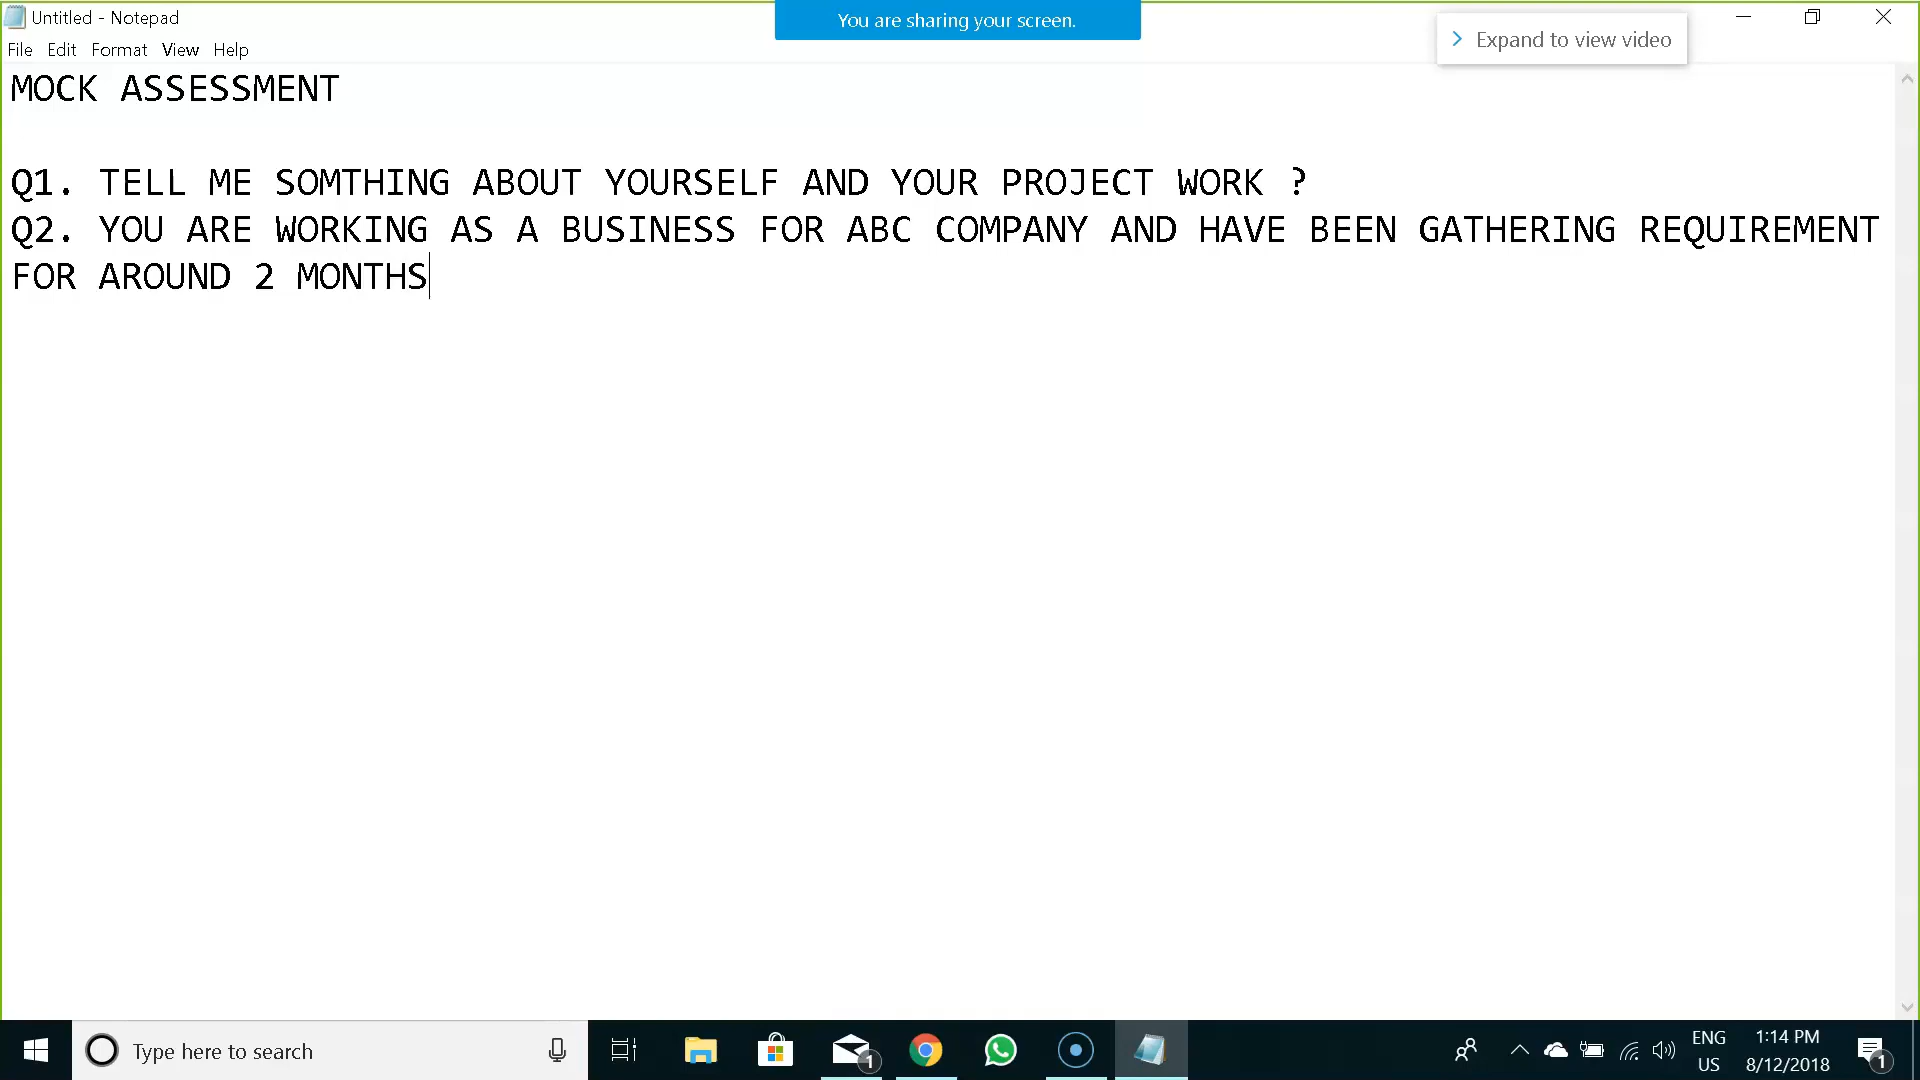 Untitled - Notepad
You are sharing your screen.
Expand to view video
File Edit Format View Help
MOCK ASSESSMENT
Q1. TELL ME SOMTHING ABOUT YOURSELF AND YOUR PROJECT WORK ?
Q2. YOU ARE WORKING AS A BUSINESS FOR ABC COMPANY AND HAVE BEEN GATHERING REQUIREMENT
FOR AROUND 2 MONTHS
Type here to search
1
ENG
US
1:14 PM
8/12/2018
1